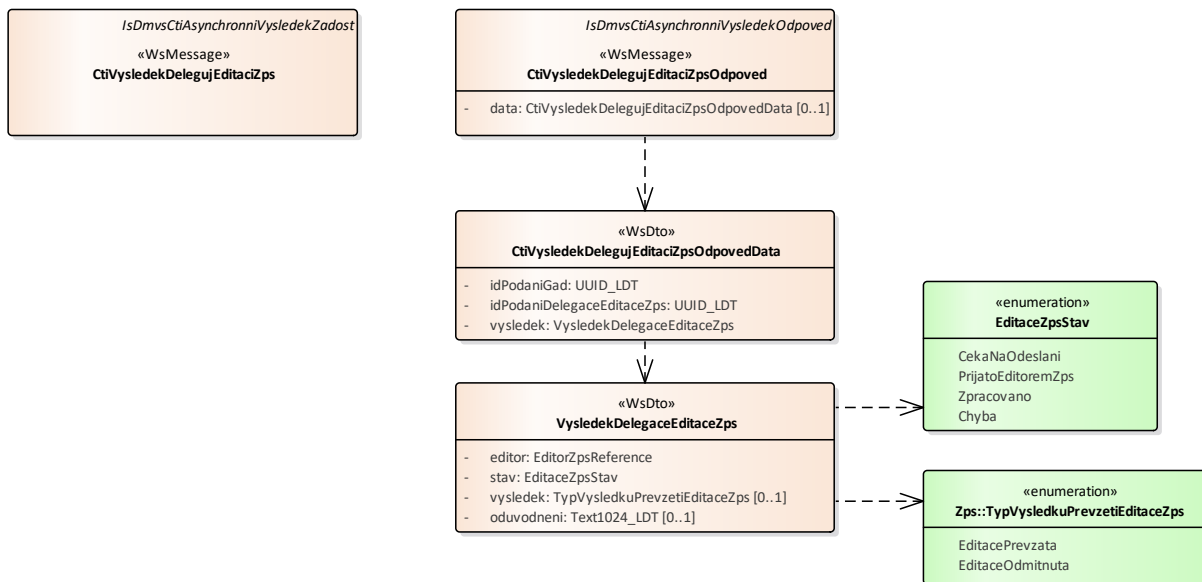 IsDmvsCtiAsynchronniVysledekZadost
«WsMessage»
CtiVysledekDelegujEditaciZps
IsDmvsCtiAsynchronniVysledekOdpoved
«WsMessage»
CtiVysledekDelegujEditaciZpsOdpoved
- data: CtiVysledekDelegujEditaciZpsOdpovedData [0..1]
«WsDto»
CtiVysledekDelegujEditaciZpsOdpovedData
- idPodaniGad: UUID_LDT
- idPodaniDelegaceEditaceZps: UUID_LDT
- vysledek: VysledekDelegaceEditaceZps
«WsDto»
VysledekDelegaceEditaceZps
- editor: EditorZpsReference
- stav: EditaceZpsStav
- vysledek: TypVysledkuPrevzetiEditaceZps [0..1]
- oduvodneni: Text1024_LDT [0..1]
«enumeration»
EditaceZpsStav
CekaNaOdeslani
PrijatoEditoremZps
Zpracovano
Chyba
«enumeration»
Zps::TypVysledkuPrevzetiEditaceZps
EditacePrevzata
EditaceOdmitnuta